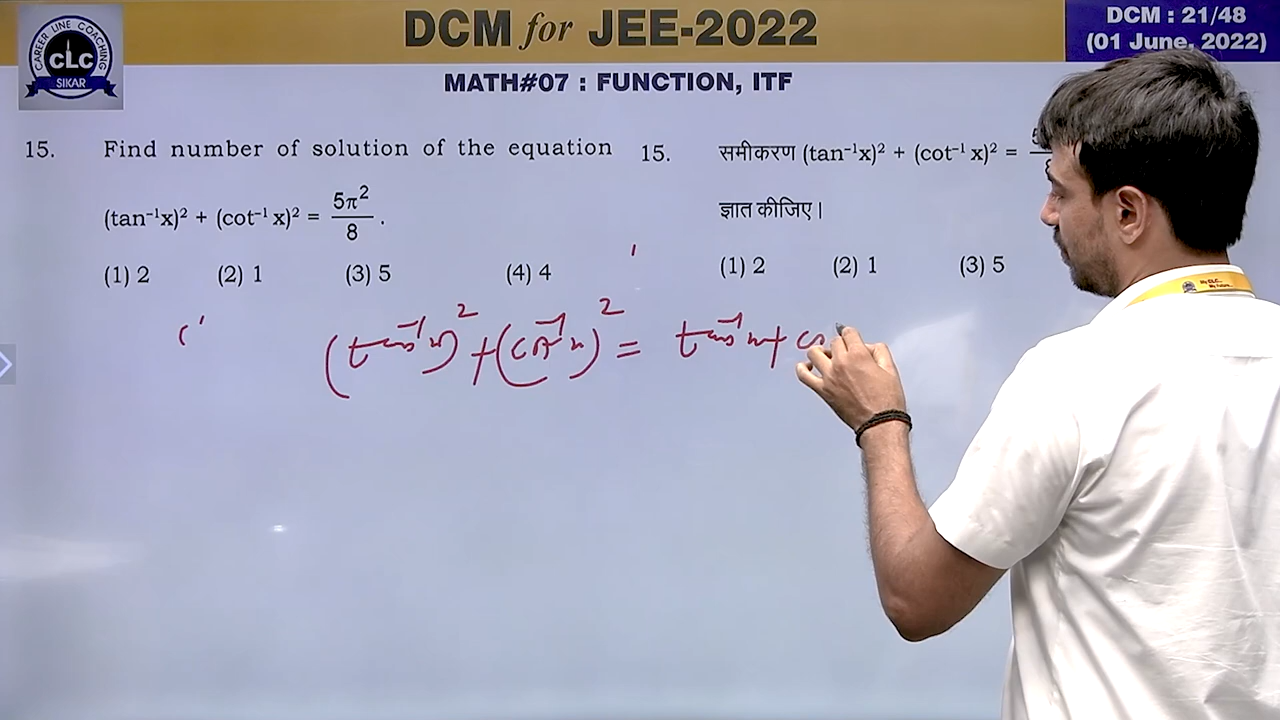 CAREER LINE COACHING
CLC
SIKAR
DCM for JEE-2022
DCM : 21/48
(01 June, 2022)
MATH#07 : FUNCTION, ITF
15. Find number of solution of the equation
(tan⁻¹x)² + (cot⁻¹ x)² = 5π²/8 .
(1) 2 (2) 1 (3) 5 (4) 4
15. समीकरण (tan⁻¹x)² + (cot⁻¹ x)² =
ज्ञात कीजिए।
(1) 2 (2) 1 (3) 5
(tan⁻¹x)² + (cot⁻¹x)² = tan⁻¹x + co